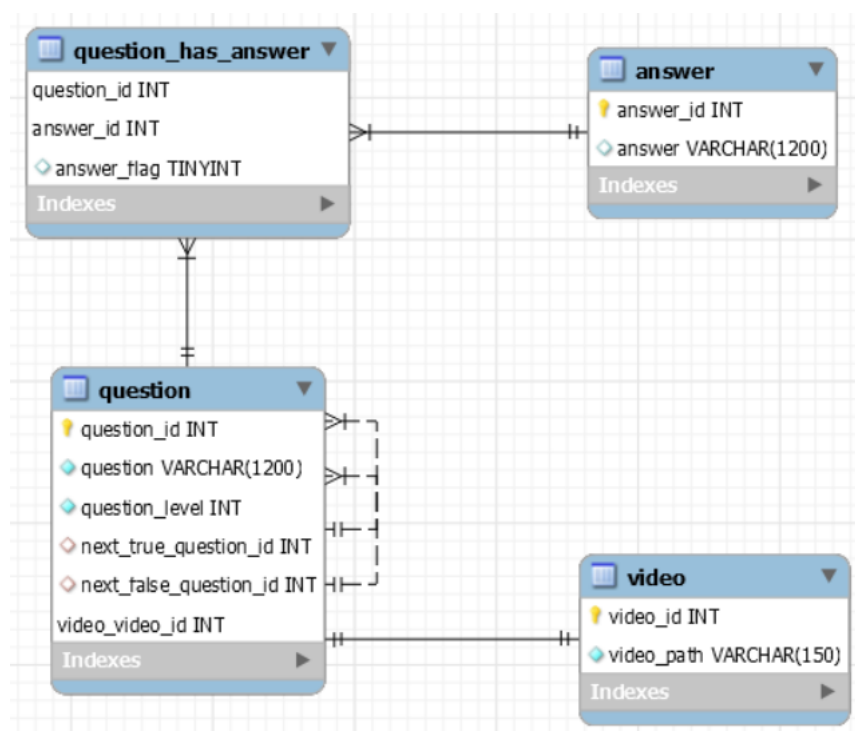 question_has_answer
question_id INT
answer_id INT
answer_flag TINYINT
Indexes
answer
answer_id INT
answer VARCHAR(1200)
Indexes
question
question_id INT
question VARCHAR(1200)
question_level INT
next_true_question_id INT
next_false_question_id INT
video_video_id INT
Indexes
video
video_id INT
video_path VARCHAR(150)
Indexes